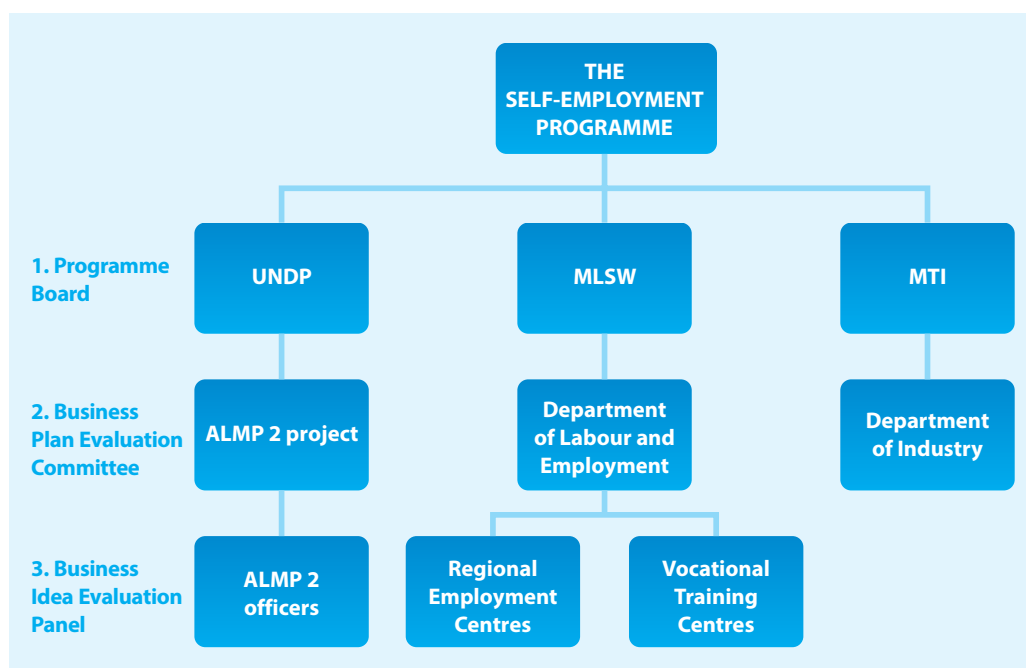 THE
SELF-EMPLOYMENT
PROGRAMME
1. Programme
Board
UNDP
MLSW
MTI
2. Business
Plan Evaluation
Committee
ALMP 2 project
Department
of Labour and
Employment
Department
of Industry
3. Business
Idea Evaluation
Panel
ALMP 2
officers
Regional
Employment
Centres
Vocational
Training
Centres